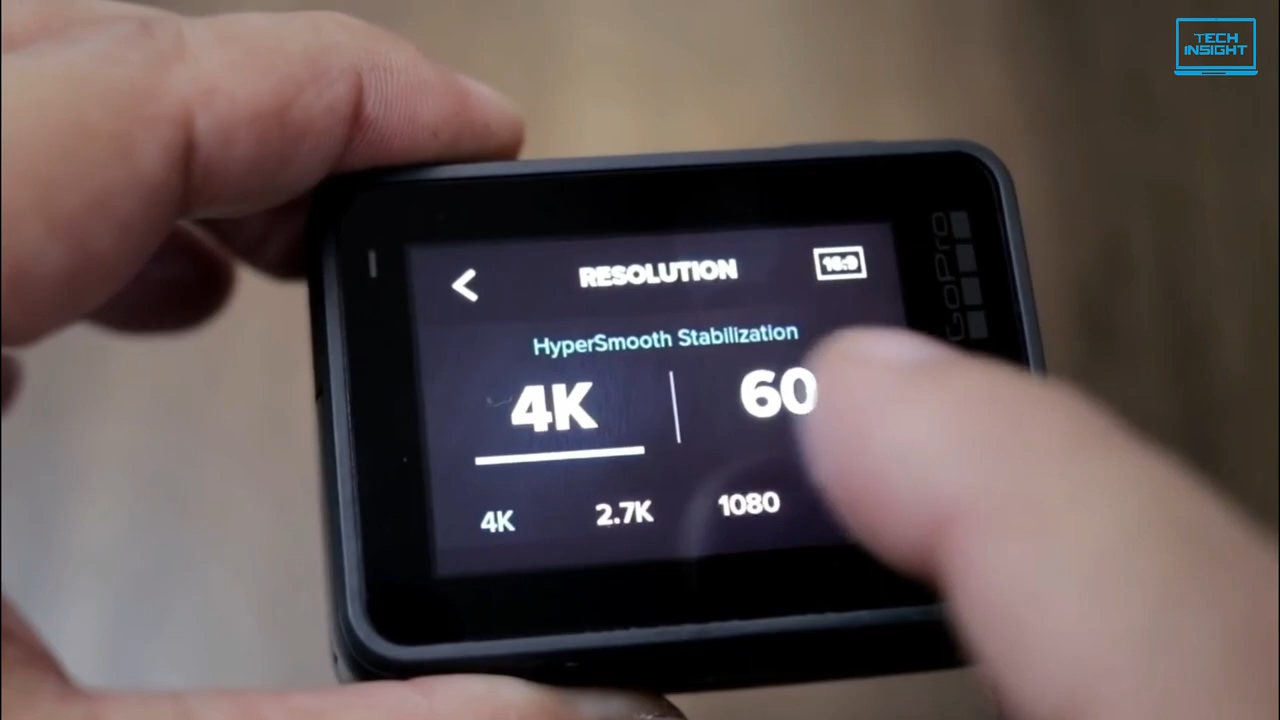 TECH
INSIGHT
RESOLUTION
16:9
HyperSmooth Stabilization
4K
60
4K
2.7K
1080
GoPro